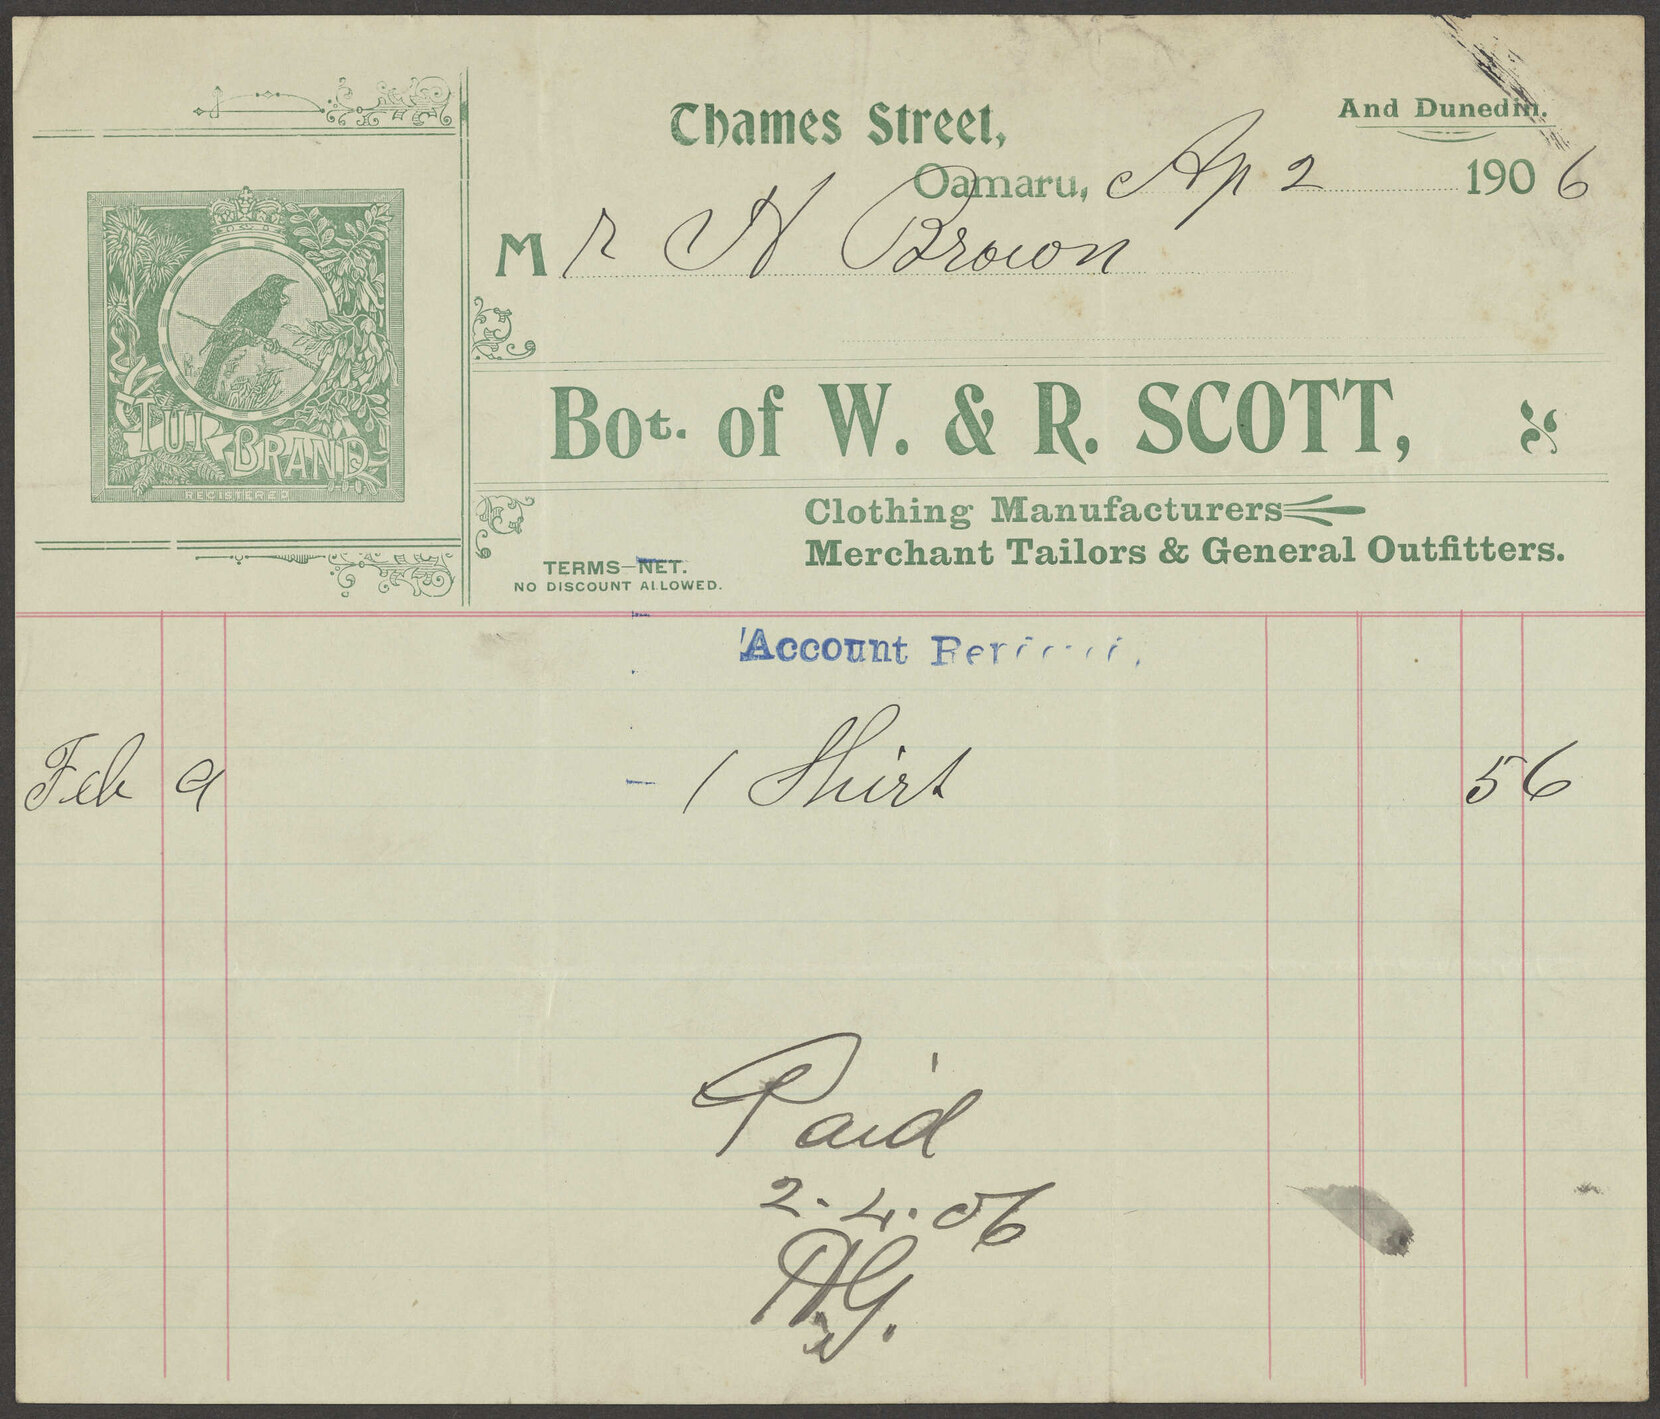 Thames Street,
And Dunedin.
Oamaru, Ap 2 1906
Mr H Brown
TUI
BRAND
REGISTERED
Bot. of W. & R. SCOTT,
Clothing Manufacturers
Merchant Tailors & General Outfitters.
TERMS—NET.
NO DISCOUNT ALLOWED.
Account
Feb 9 1 Shirt 5 6
Paid
2.4.06